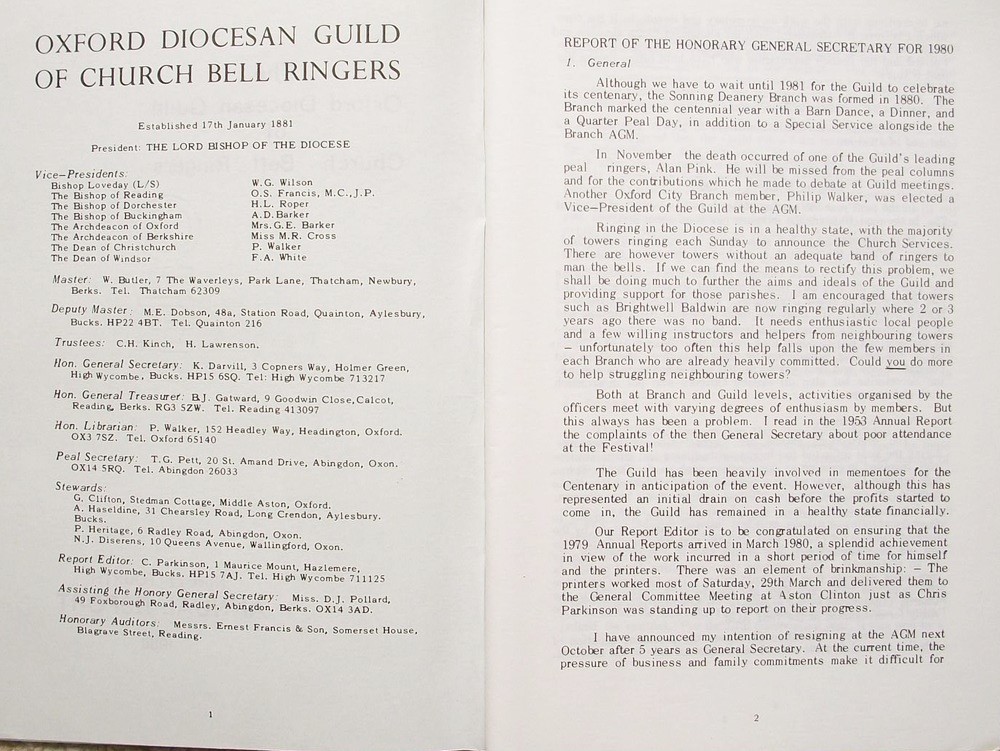 OXFORD DIOCESAN GUILD
OF CHURCH BELL RINGERS
Established 17th January 1881
President: THE LORD BISHOP OF THE DIOCESE
Vice-Presidents:
Bishop Loveday (L/S)
The Bishop of Reading
The Bishop of Dorchester
The Bishop of Buckingham
The Archdeacon of Oxford
The Archdeacon of Berkshire
The Dean of Christchurch
The Dean of Windsor
W.G. Wilson
O.S. Francis, M.C., J.P.
H.L. Roper
A.D. Barker
Mrs. G.E. Barker
Miss M.R. Cross
P. Walker
F.A. White
Master: W. Butler, 7 The Waverleys, Park Lane, Thatcham, Newbury,
Berks. Tel. Thatcham 62309
Deputy Master: M.E. Dobson, 48a, Station Road, Quainton, Aylesbury,
Bucks. HP22 4BT. Tel. Quainton 216
Trustees: C.H. Kinch, H. Lawrenson.
Hon. General Secretary: K. Darvill, 3 Copners Way, Holmer Green,
High Wycombe, Bucks. HP15 6SQ. Tel: High Wycombe 713217
Hon. General Treasurer: B.J. Gatward, 9 Goodwin Close, Calcot,
Reading, Berks. RG3 5ZW. Tel. Reading 413097
Hon. Librarian: P. Walker, 152 Headley Way, Headington, Oxford.
OX3 7SZ. Tel. Oxford 65140
Peal Secretary: T.G. Pett, 20 St. Amand Drive, Abingdon, Oxon.
OX14 5RQ. Tel. Abingdon 26033
Stewards:
G. Clifton, Stedman Cottage, Middle Aston, Oxford.
A. Haseldine, 31 Chearsley Road, Long Crendon, Aylesbury.
Bucks.
P. Heritage, 6 Radley Road, Abingdon, Oxon.
N.J. Diserens, 10 Queens Avenue, Wallingford, Oxon.
Report Editor: C. Parkinson, 1 Maurice Mount, Hazlemere,
High Wycombe, Bucks. HP15 7AJ. Tel. High Wycombe 711125
Assisting the Honory General Secretary: Miss. D.J. Pollard,
49 Foxborough Road, Radley, Abingdon, Berks. OX14 3AD.
Honorary Auditors: Messrs. Ernest Francis & Son, Somerset House,
Blagrave Street, Reading.
1
REPORT OF THE HONORARY GENERAL SECRETARY FOR 1980
1. General
Although we have to wait until 1981 for the Guild to celebrate
its centenary, the Sonning Deanery Branch was formed in 1880. The
Branch marked the centennial year with a Barn Dance, a Dinner, and
a Quarter Peal Day, in addition to a Special Service alongside the
Branch AGM.
In November the death occurred of one of the Guild's leading
peal ringers, Alan Pink. He will be missed from the peal columns
and for the contributions which he made to debate at Guild meetings.
Another Oxford City Branch member, Philip Walker, was elected a
Vice-President of the Guild at the AGM.
Ringing in the Diocese is in a healthy state, with the majority
of towers ringing each Sunday to announce the Church Services.
There are however towers without an adequate band of ringers to
man the bells. If we can find the means to rectify this problem, we
shall be doing much to further the aims and ideals of the Guild and
providing support for those parishes. I am encouraged that towers
such as Brightwell Baldwin are now ringing regularly where 2 or 3
years ago there was no band. It needs enthusiastic local people
and a few willing instructors and helpers from neighbouring towers
- unfortunately too often this help falls upon the few members in
each Branch who are already heavily committed. Could you do more
to help struggling neighbouring towers?
Both at Branch and Guild levels, activities organised by the
officers meet with varying degrees of enthusiasm by members. But
this always has been a problem. I read in the 1953 Annual Report
the complaints of the then General Secretary about poor attendance
at the Festival!
The Guild has been heavily involved in mementoes for the
Centenary in anticipation of the event. However, although this has
represented an initial drain on cash before the profits started to
come in, the Guild has remained in a healthy state financially.
Our Report Editor is to be congratulated on ensuring that the
1979 Annual Reports arrived in March 1980, a splendid achievement
in view of the work incurred in a short period of time for himself
and the printers. There was an element of brinkmanship: - The
printers worked most of Saturday, 29th March and delivered them to
the General Committee Meeting at Aston Clinton just as Chris
Parkinson was standing up to report on their progress.
I have announced my intention of resigning at the AGM next
October after 5 years as General Secretary. At the current time, the
pressure of business and family commitments make it difficult for
2